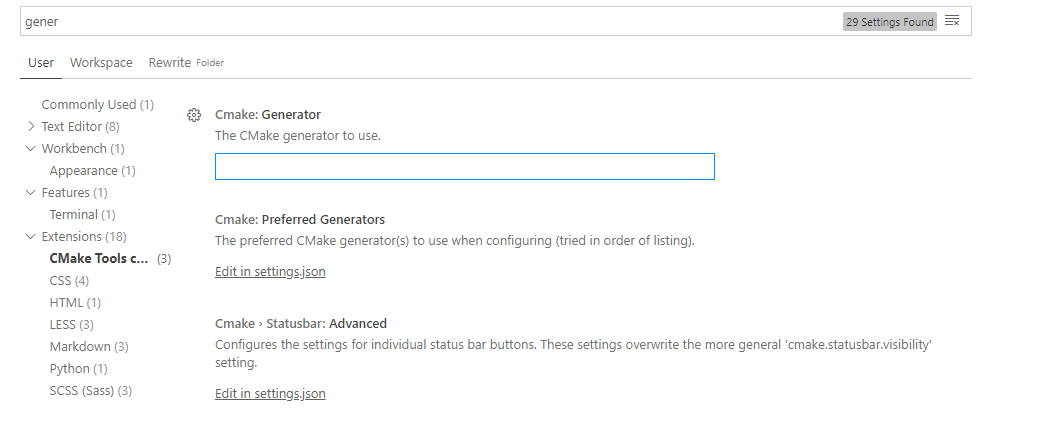 gener
29 Settings Found
User Workspace Rewrite Folder
Commonly Used (1)
Text Editor (8)
Workbench (1)
Appearance (1)
Features (1)
Terminal (1)
Extensions (18)
CMake Tools c... (3)
CSS (4)
HTML (1)
LESS (3)
Markdown (3)
Python (1)
SCSS (Sass) (3)
Cmake: Generator
The CMake generator to use.
Cmake: Preferred Generators
The preferred CMake generator(s) to use when configuring (tried in order of listing).
Edit in settings.json
Cmake › Statusbar: Advanced
Configures the settings for individual status bar buttons. These settings overwrite the more general 'cmake.statusbar.visibility'
setting.
Edit in settings.json